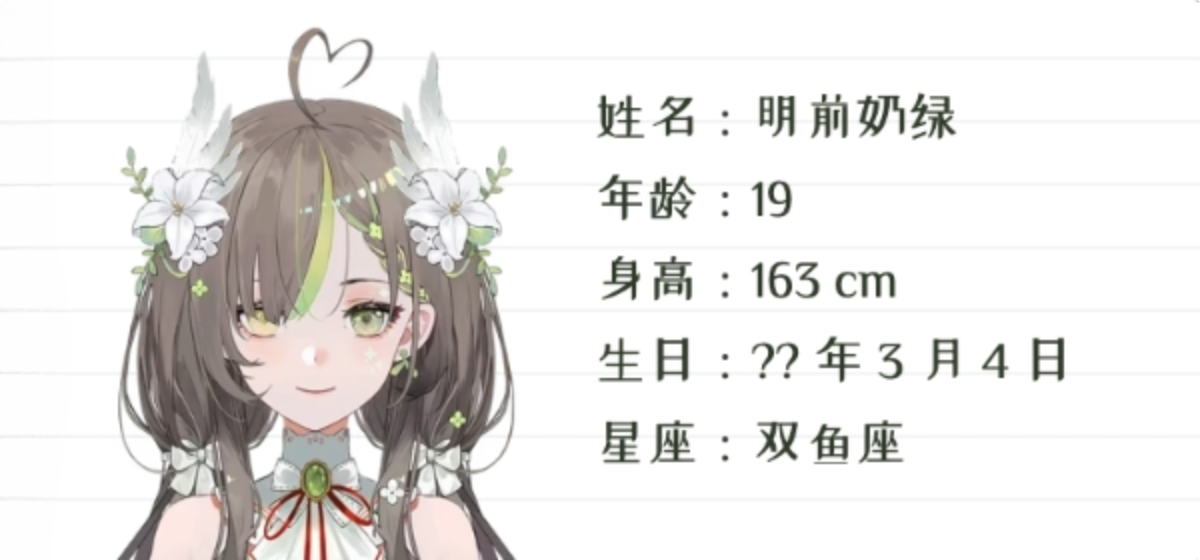 姓名：明前奶绿
年龄：19
身高：163 cm
生日：?? 年 3 月 4 日
星座：双鱼座